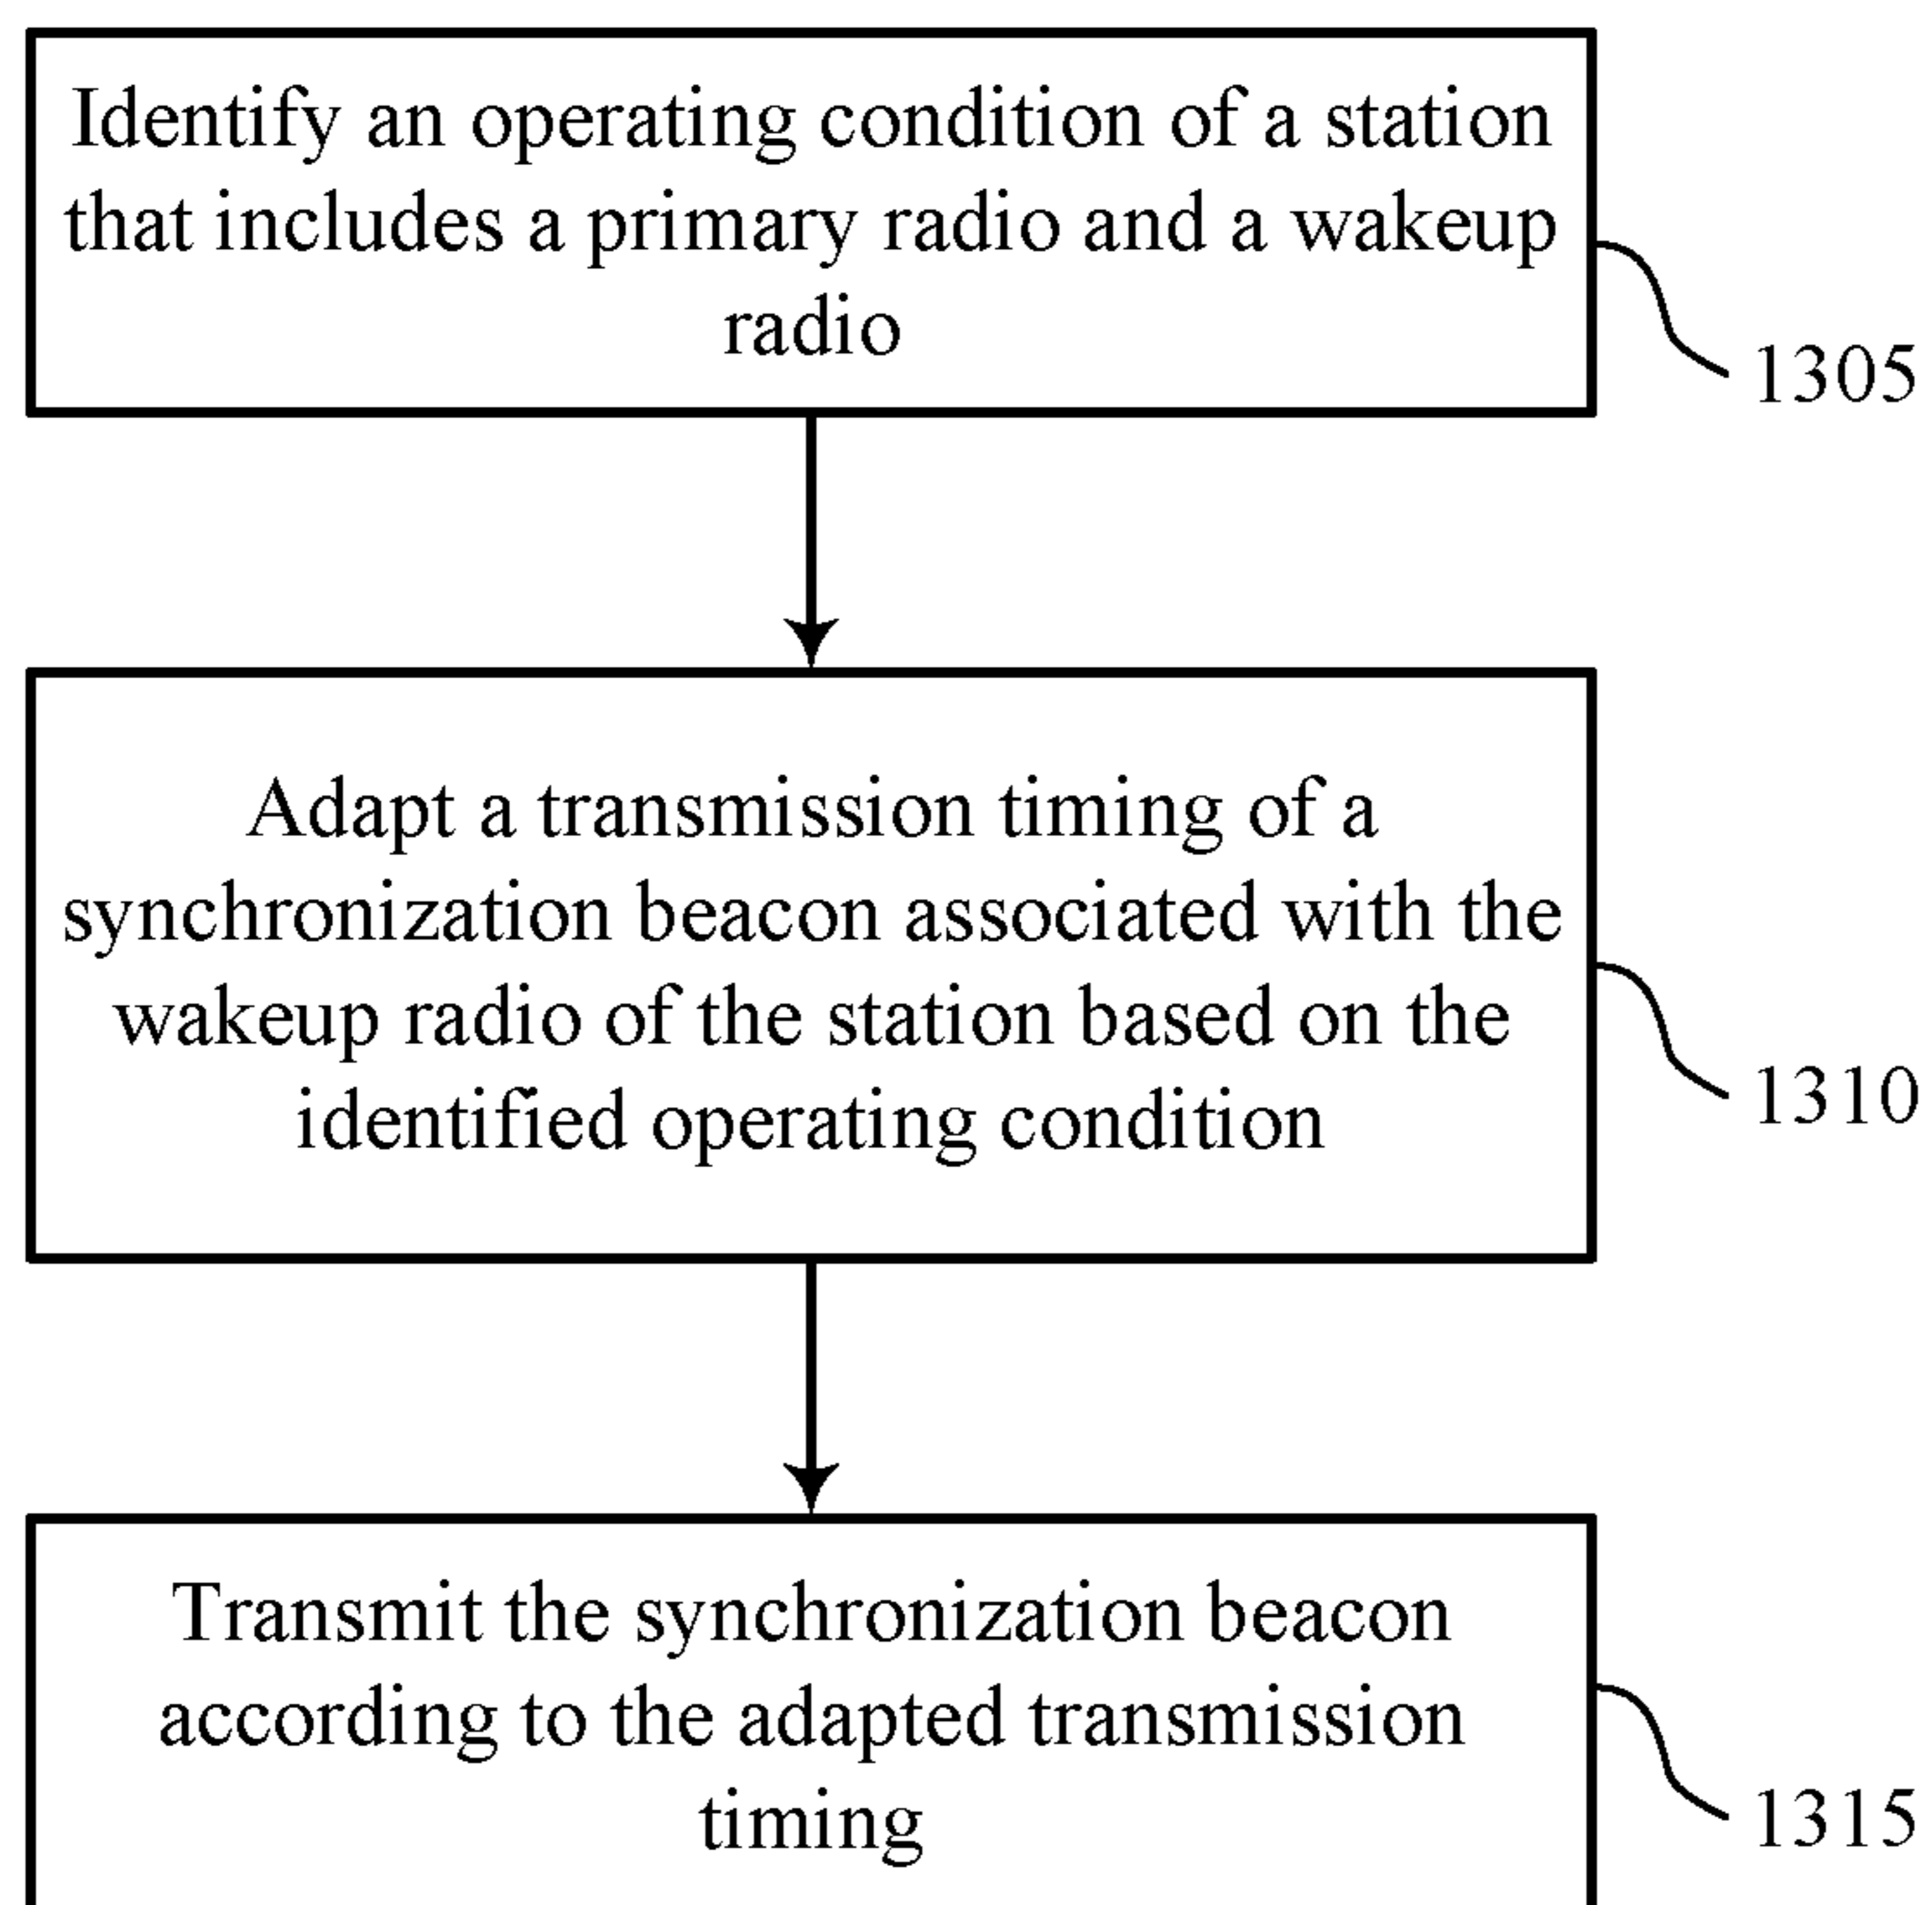 Identify an operating condition of a station
that includes a primary radio and a wakeup
radio
1305
Adapt a transmission timing of a
synchronization beacon associated with the
wakeup radio of the station based on the
identified operating condition
1310
Transmit the synchronization beacon
according to the adapted transmission
timing
1315